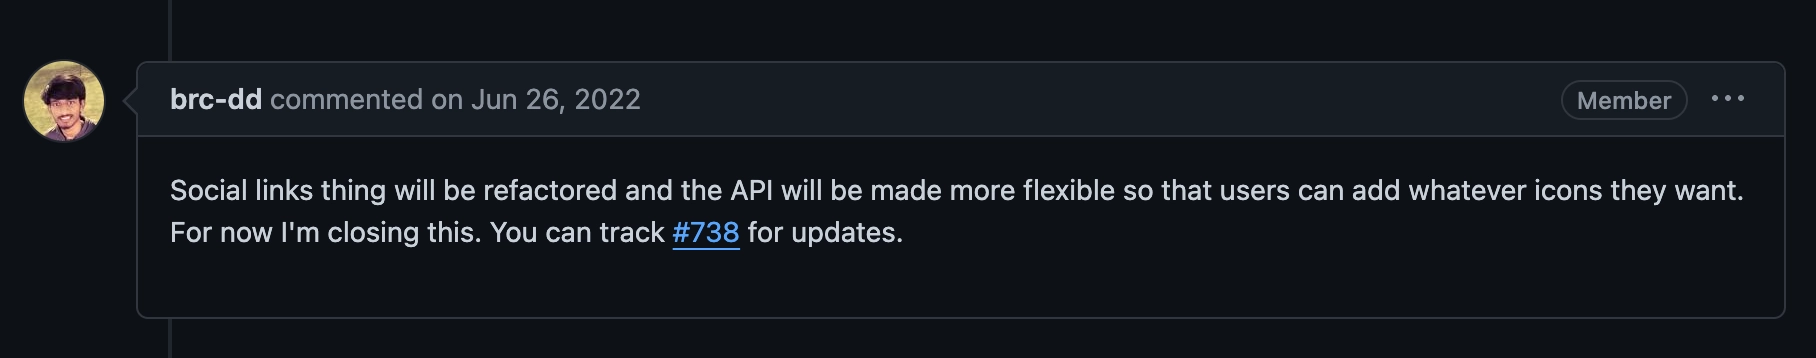 brc-dd commented on Jun 26, 2022 Member
Social links thing will be refactored and the API will be made more flexible so that users can add whatever icons they want.
For now I'm closing this. You can track #738 for updates.